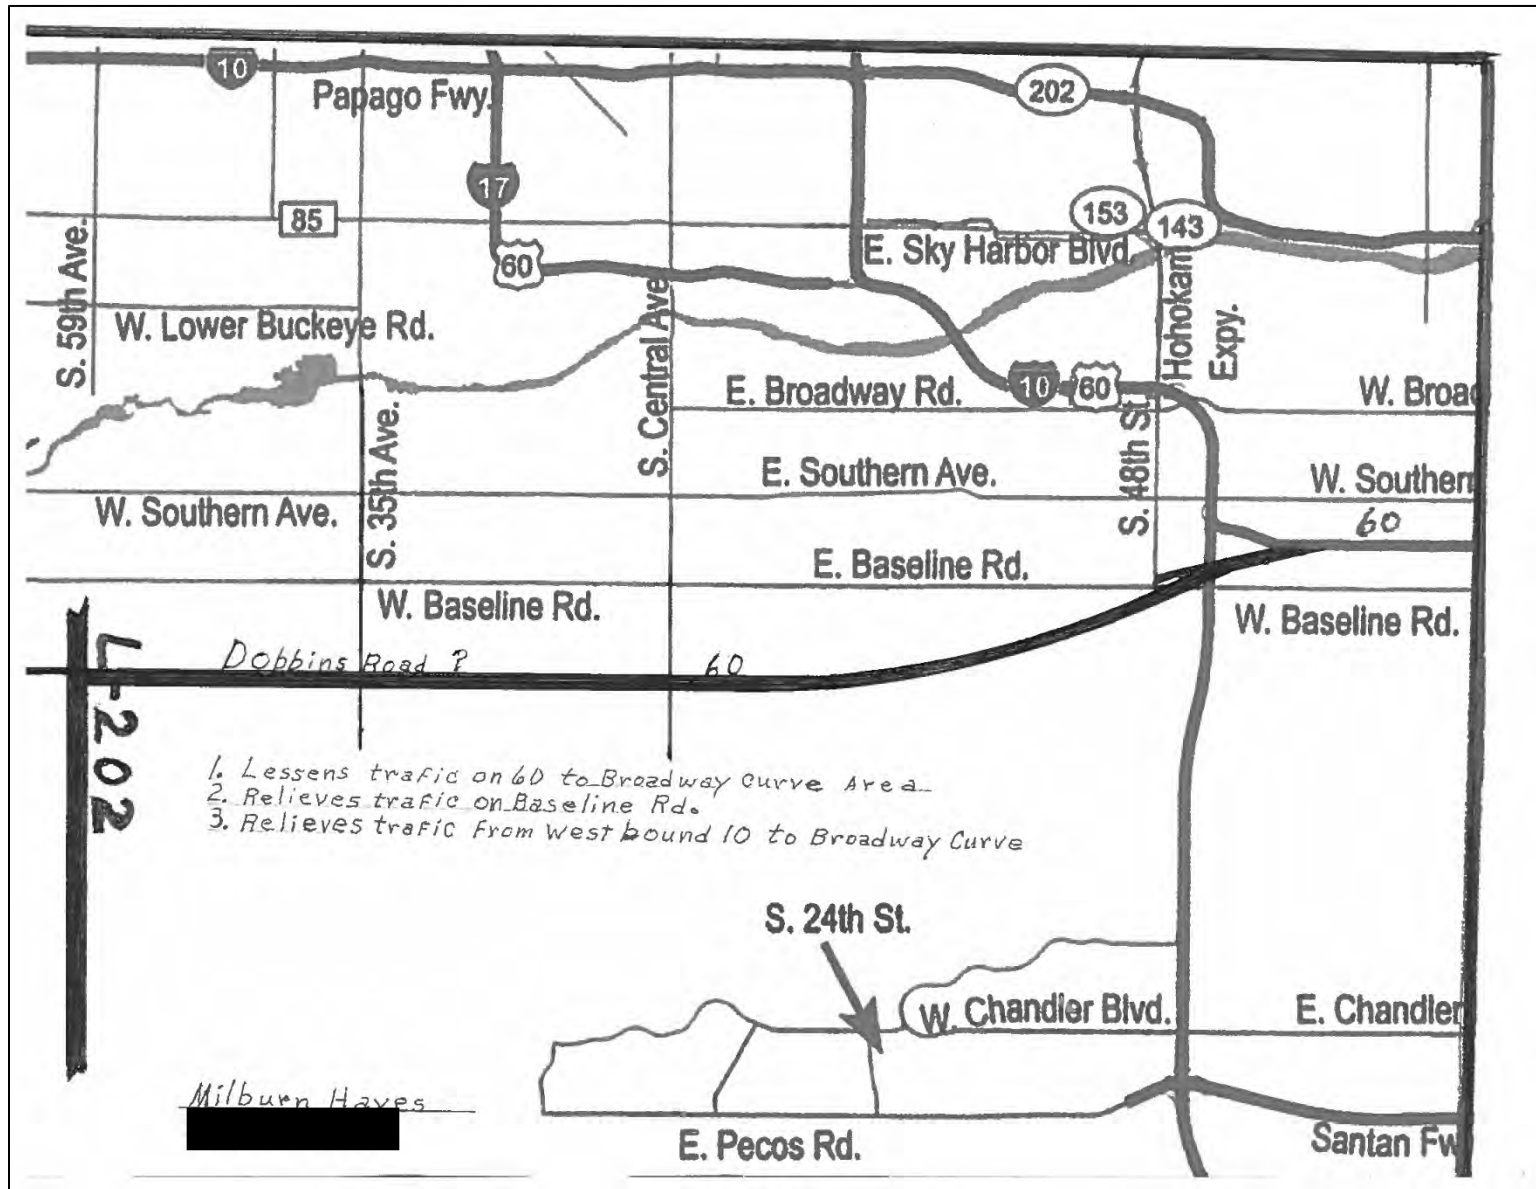 10
Papago Fwy.
202
17
85
153
143
E. Sky Harbor Blvd.
60
S. 59th Ave.
W. Lower Buckeye Rd.
S. Central Ave
Hohokam
Expy.
10
60
E. Broadway Rd.
W. Broad
S. 35th Ave.
S. 48th St
E. Southern Ave.
W. Southern
W. Southern Ave.
60
E. Baseline Rd.
W. Baseline Rd.
W. Baseline Rd.
Dobbins Road ?
60
L-202
1. Lessens trafic on 60 to Broadway Curve Area
2. Relieves trafic on Baseline Rd.
3. Relieves trafic From West bound 10 to Broadway Curve
S. 24th St.
W. Chandler Blvd.
E. Chandler
Milburn Hayes
E. Pecos Rd.
Santan Fw